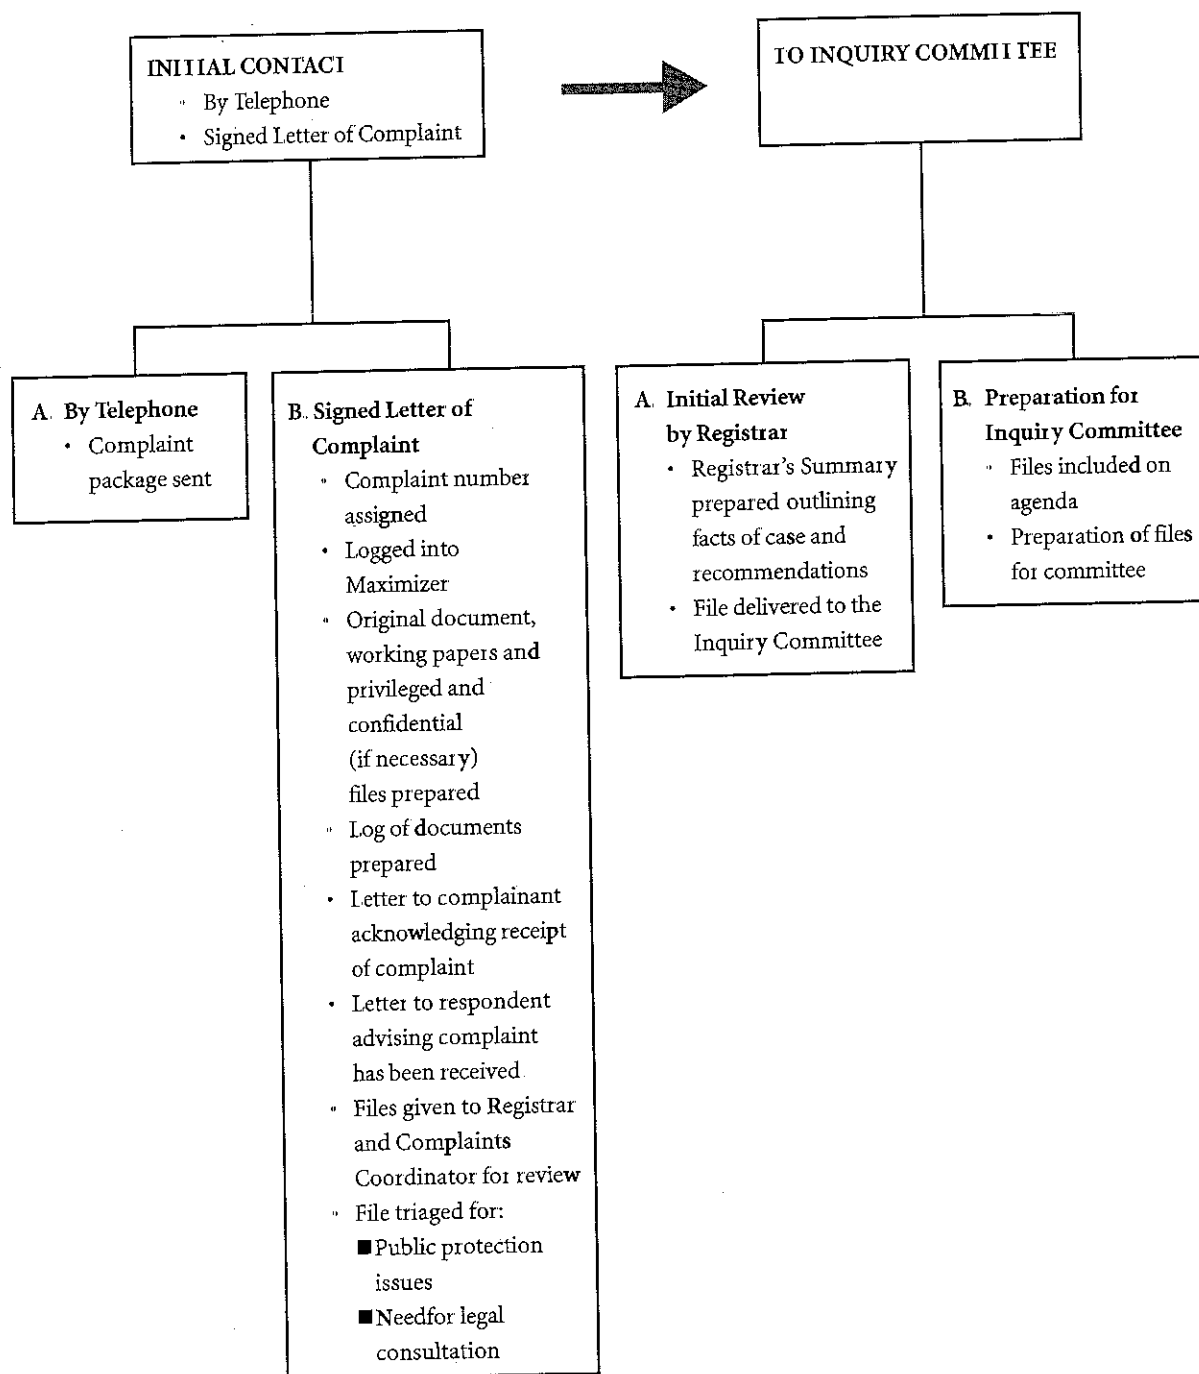 INITIAL CONTACT
• By Telephone
• Signed Letter of Complaint
TO INQUIRY COMMITTEE
A. By Telephone
• Complaint
package sent
B. Signed Letter of
Complaint
• Complaint number
assigned
• Logged into
Maximizer
• Original document,
working papers and
privileged and
confidential
(if necessary)
files prepared
• Log of documents
prepared
• Letter to complainant
acknowledging receipt
of complaint
• Letter to respondent
advising complaint
has been received
• Files given to Registrar
and Complaints
Coordinator for review
• File triaged for:
■ Public protection
issues
■ Needfor legal
consultation
A. Initial Review
by Registrar
• Registrar's Summary
prepared outlining
facts of case and
recommendations
• File delivered to the
Inquiry Committee
B. Preparation for
Inquiry Committee
• Files included on
agenda
• Preparation of files
for committee